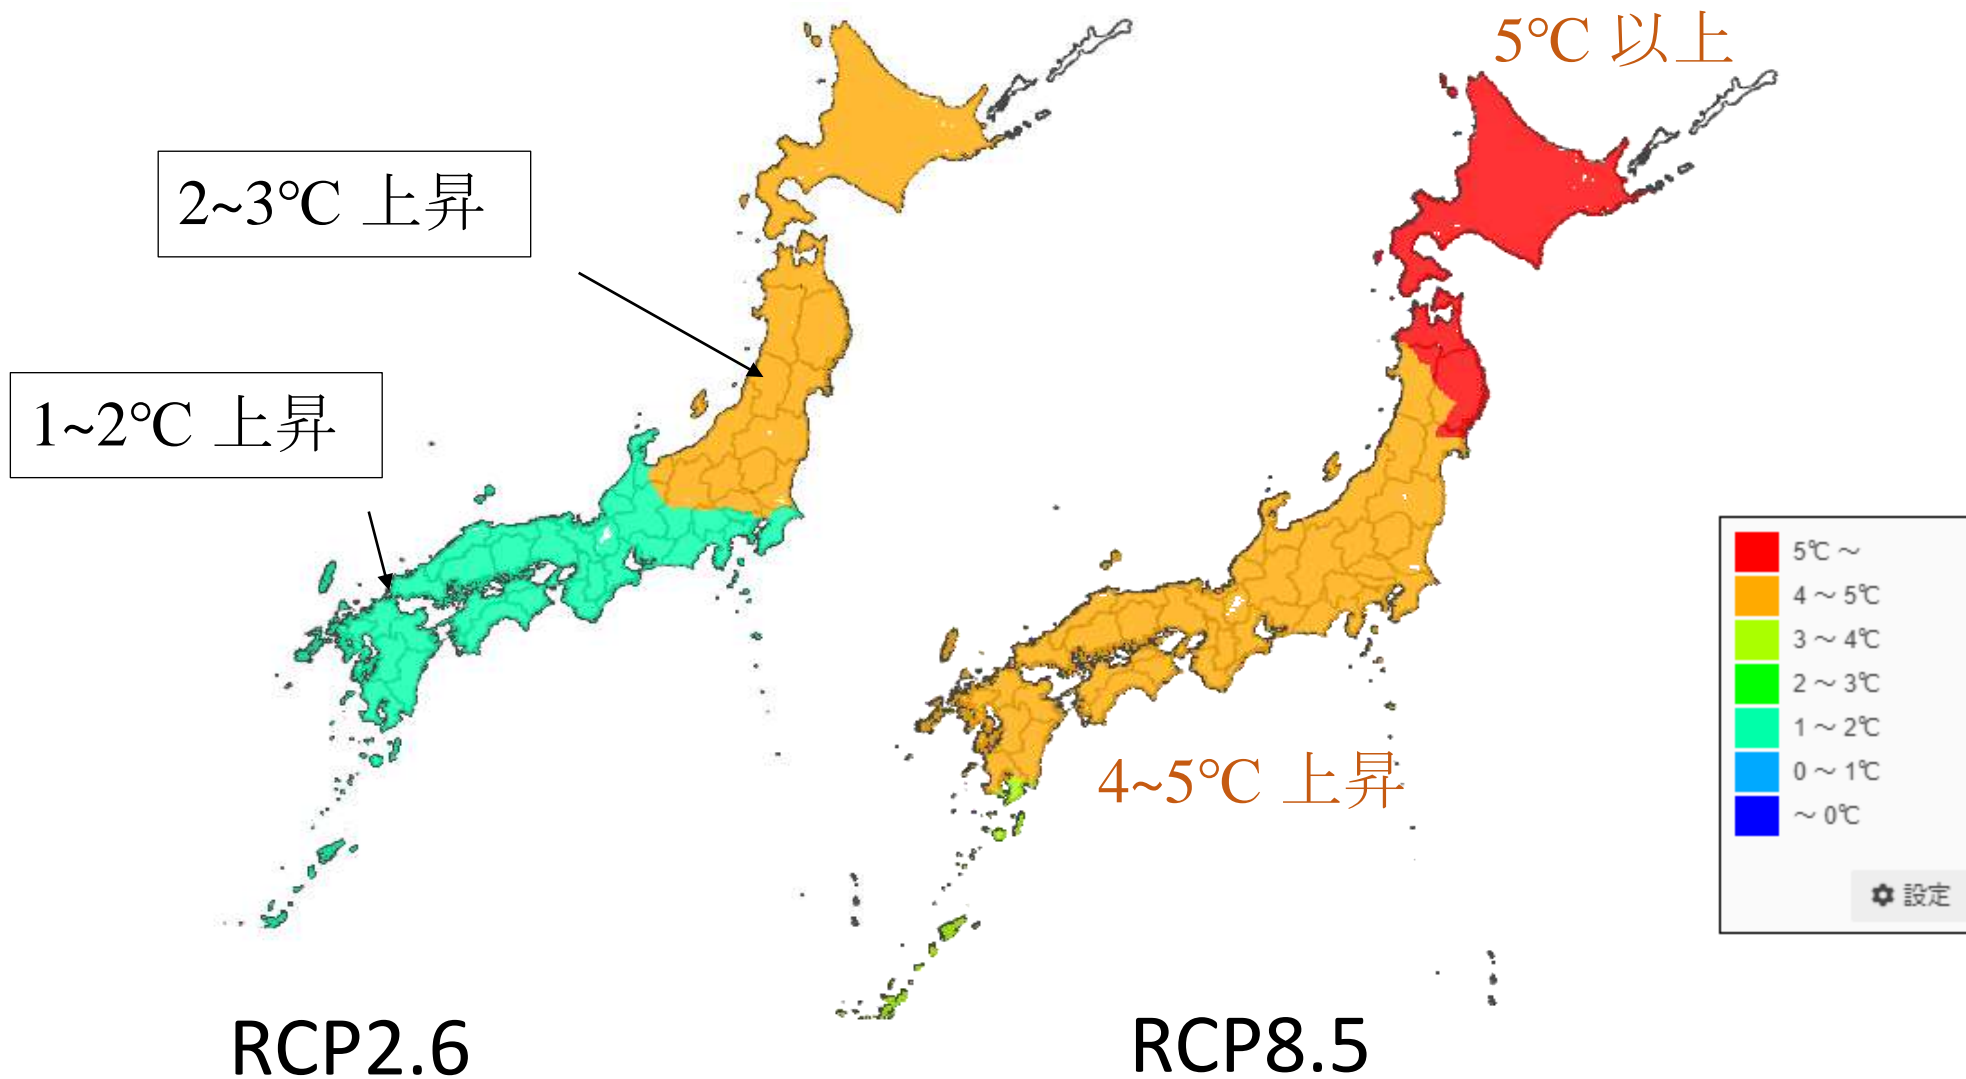 5℃ 以上
2~3℃ 上昇
1~2℃ 上昇
4~5℃ 上昇
5℃ ～
4 ～ 5℃
3 ～ 4℃
2 ～ 3℃
1 ～ 2℃
0 ～ 1℃
～ 0℃
設定
RCP2.6
RCP8.5